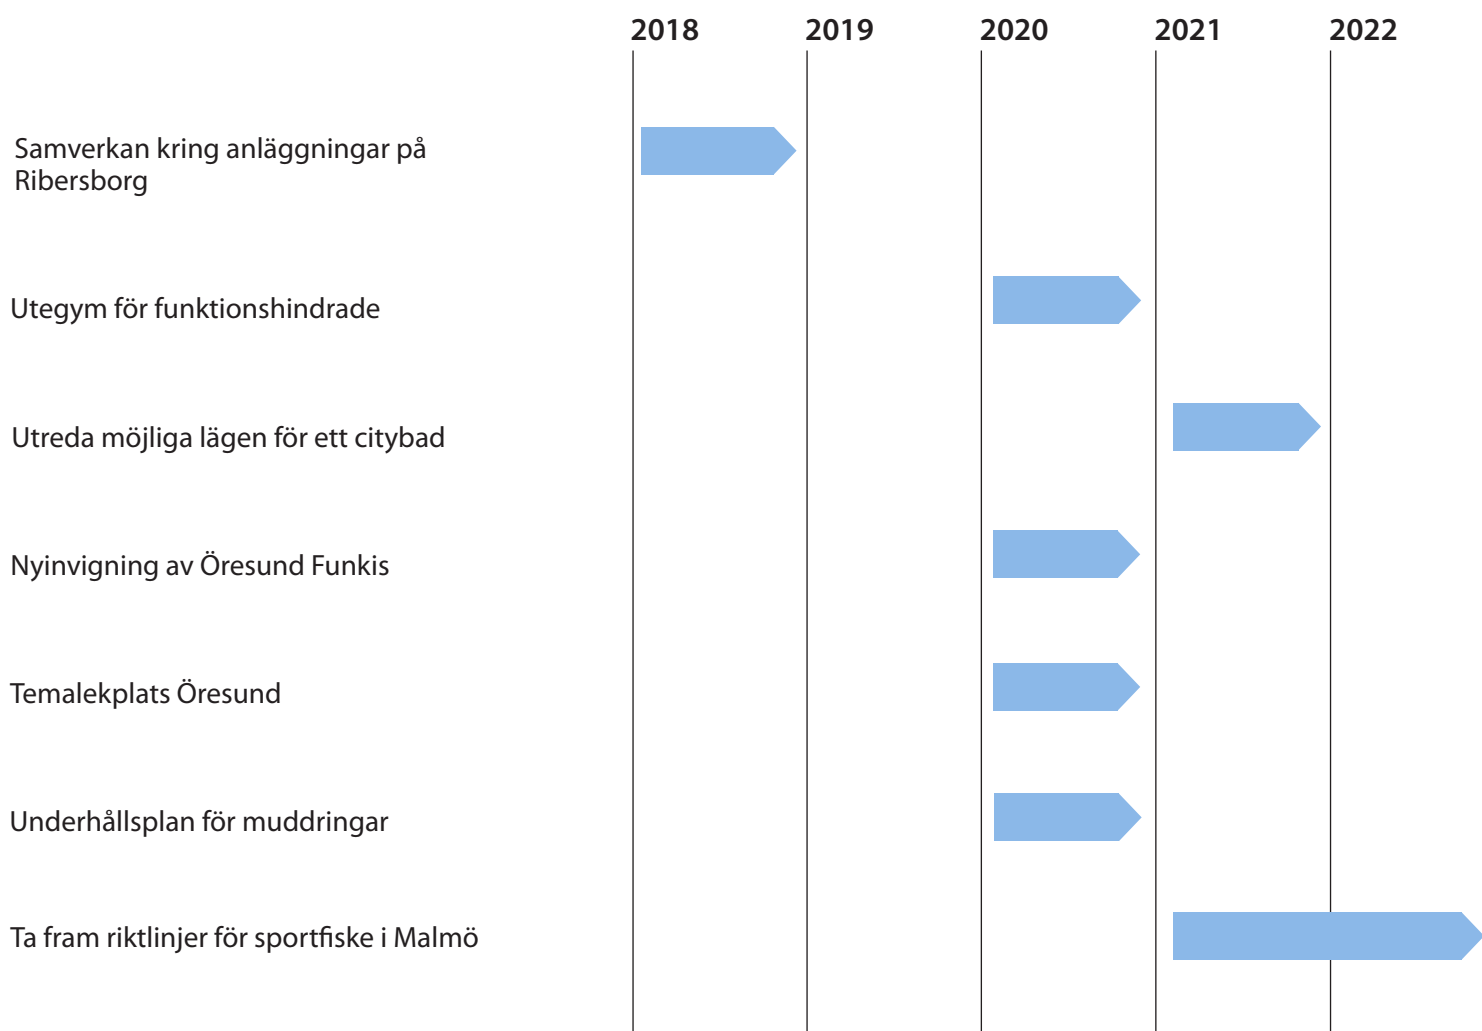 2018 2019 2020 2021 2022
Samverkan kring anläggningar på
Ribersborg
Utegym för funktionshindrade
Utreda möjliga lägen för ett citybad
Nyinvigning av Öresund Funkis
Temalekplats Öresund
Underhållsplan för muddringar
Ta fram riktlinjer för sportfiske i Malmö